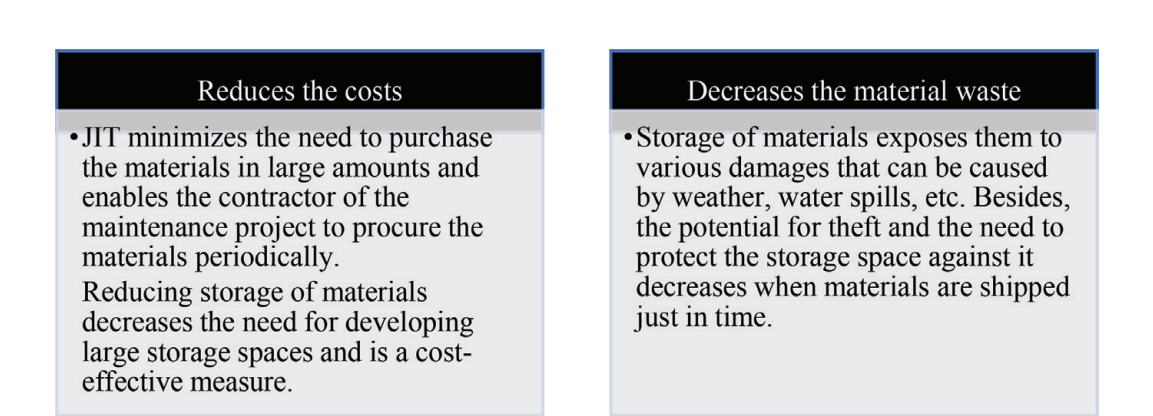 Reduces the costs
•JIT minimizes the need to purchase
the materials in large amounts and
enables the contractor of the
maintenance project to procure the
materials periodically.
Reducing storage of materials
decreases the need for developing
large storage spaces and is a cost-
effective measure.
Decreases the material waste
•Storage of materials exposes them to
various damages that can be caused
by weather, water spills, etc. Besides,
the potential for theft and the need to
protect the storage space against it
decreases when materials are shipped
just in time.